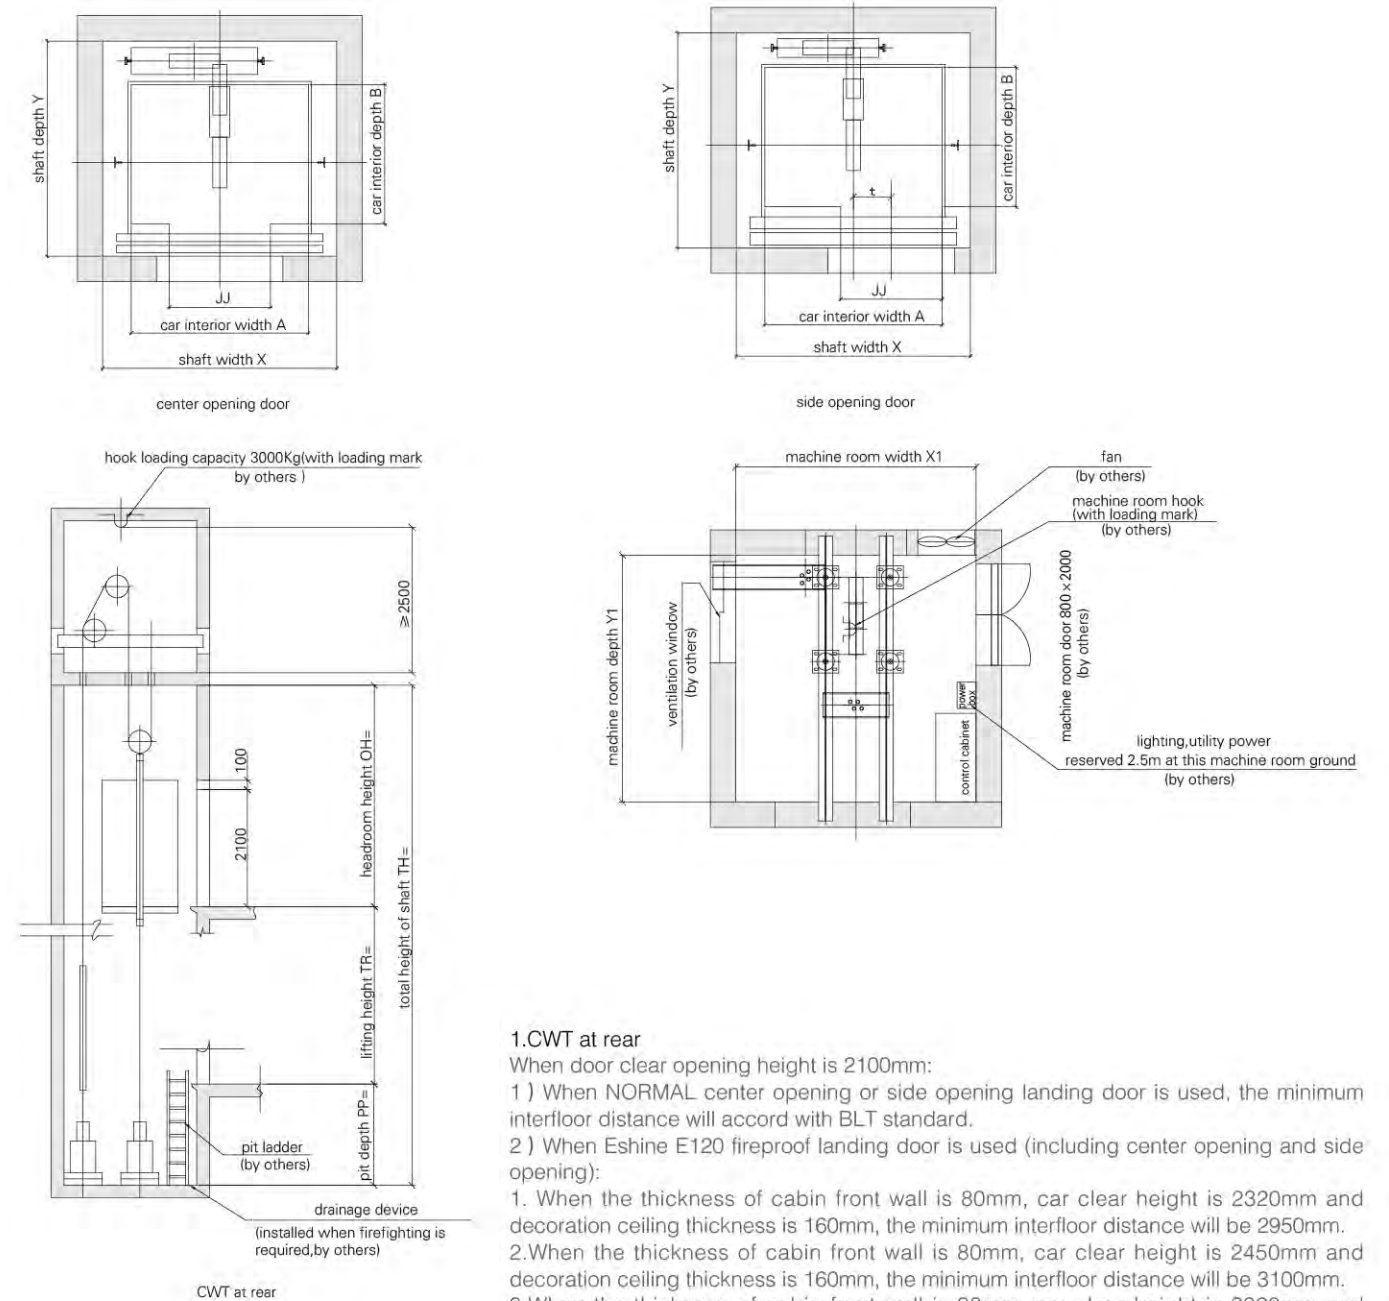 shaft depth Y
car interior depth B
JJ
car interior width A
shaft width X
center opening door
shaft depth Y
car interior depth B
t
JJ
car interior width A
shaft width X
side opening door
hook loading capacity 3000Kg(with loading mark
by others )
≥2500
100
2100
headroom height OH=
total height of shaft TH=
lifting height TR=
pit depth PP=
pit ladder
(by others)
drainage device
(installed when firefighting is
required,by others)
CWT at rear
machine room width X1
fan
(by others)
machine room hook
(with loading mark)
(by others)
machine room depth Y1
ventilation window
(by others)
machine room door 800×2000
(by others)
power
box
control cabinet
lighting,utility power
reserved 2.5m at this machine room ground
(by others)
1.CWT at rear
When door clear opening height is 2100mm:
1 ) When NORMAL center opening or side opening landing door is used, the minimum
interfloor distance will accord with BLT standard.
2 ) When Eshine E120 fireproof landing door is used (including center opening and side
opening):
1. When the thickness of cabin front wall is 80mm, car clear height is 2320mm and
decoration ceiling thickness is 160mm, the minimum interfloor distance will be 2950mm.
2.When the thickness of cabin front wall is 80mm, car clear height is 2450mm and
decoration ceiling thickness is 160mm, the minimum interfloor distance will be 3100mm.